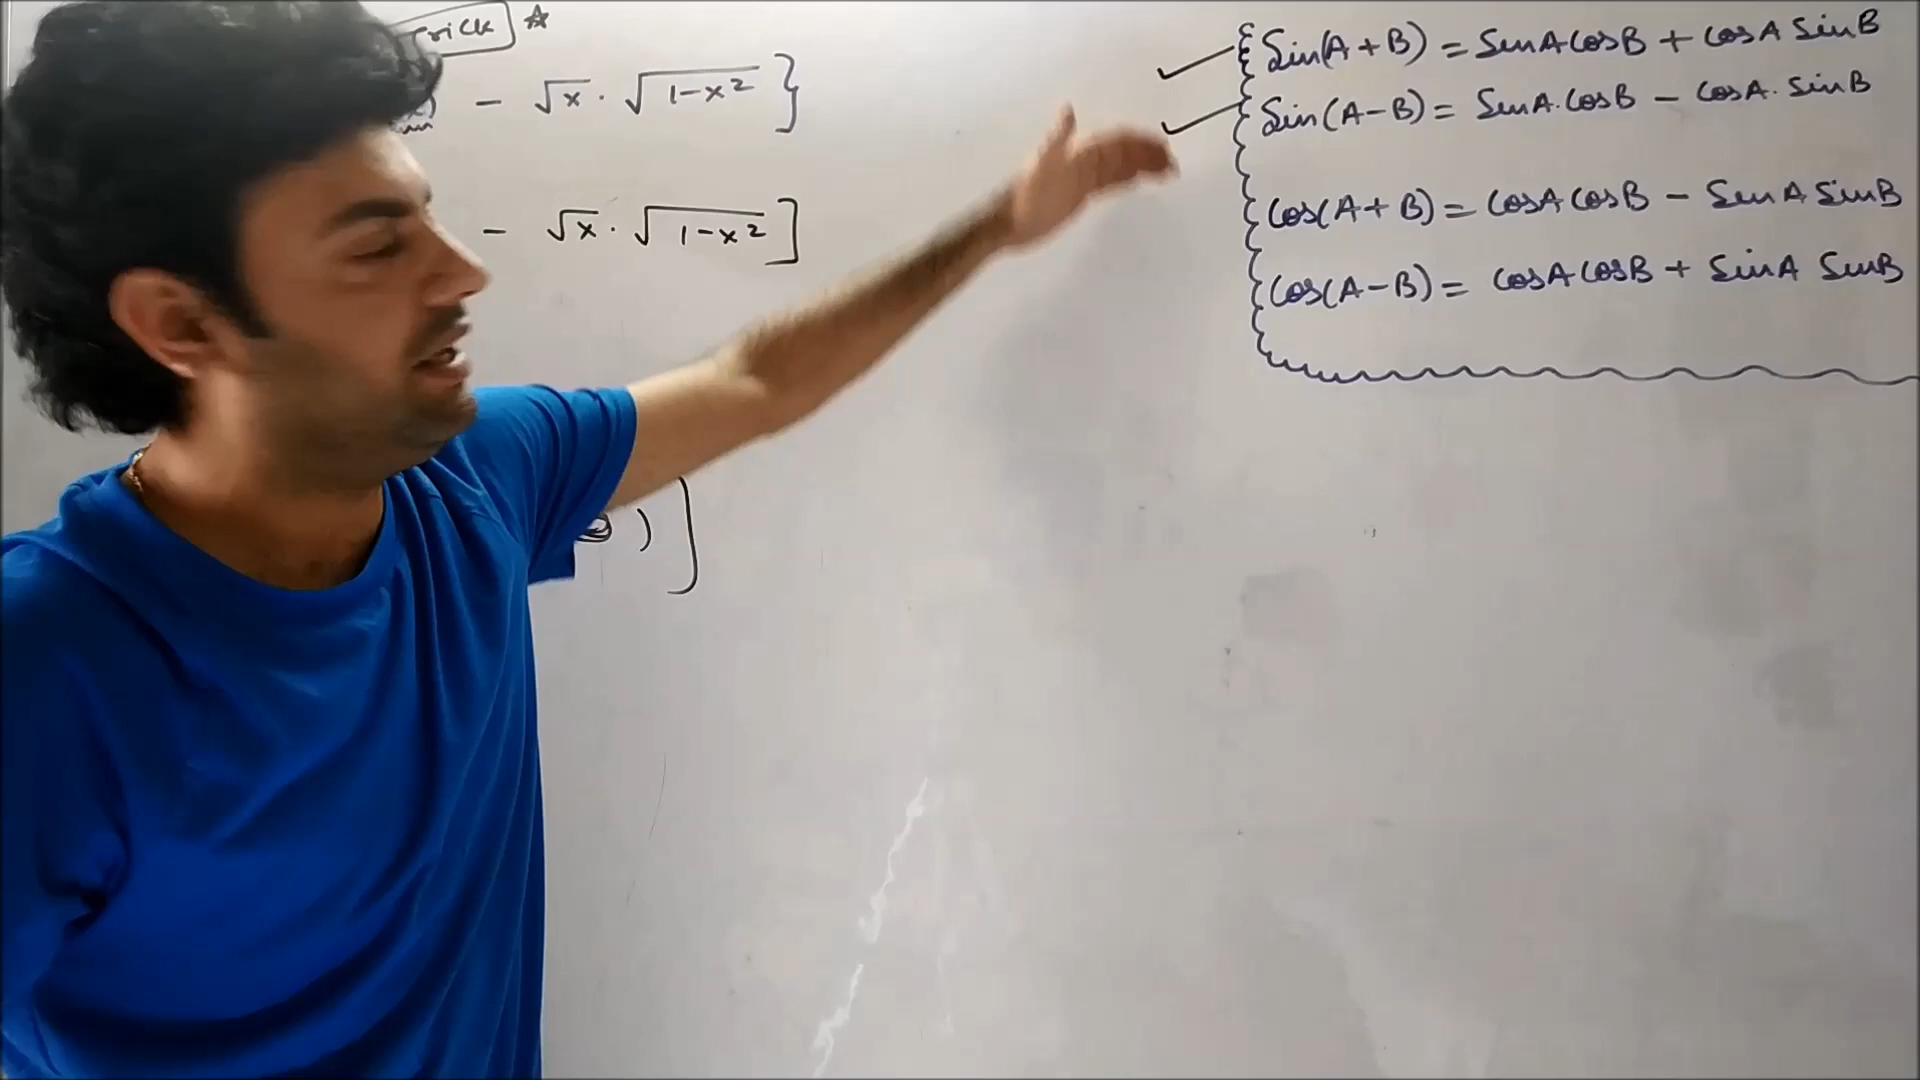 Trick ☆
- √x · √1-x² }
- √x · √1-x² ]
) ]
Sin(A + B) = SinA CosB + CosA SinB
Sin(A-B) = SinA. CosB - CosA. SinB
Cos(A+B) = CosA CosB - SinA SinB
Cos(A-B) = CosA CosB + SinA SinB